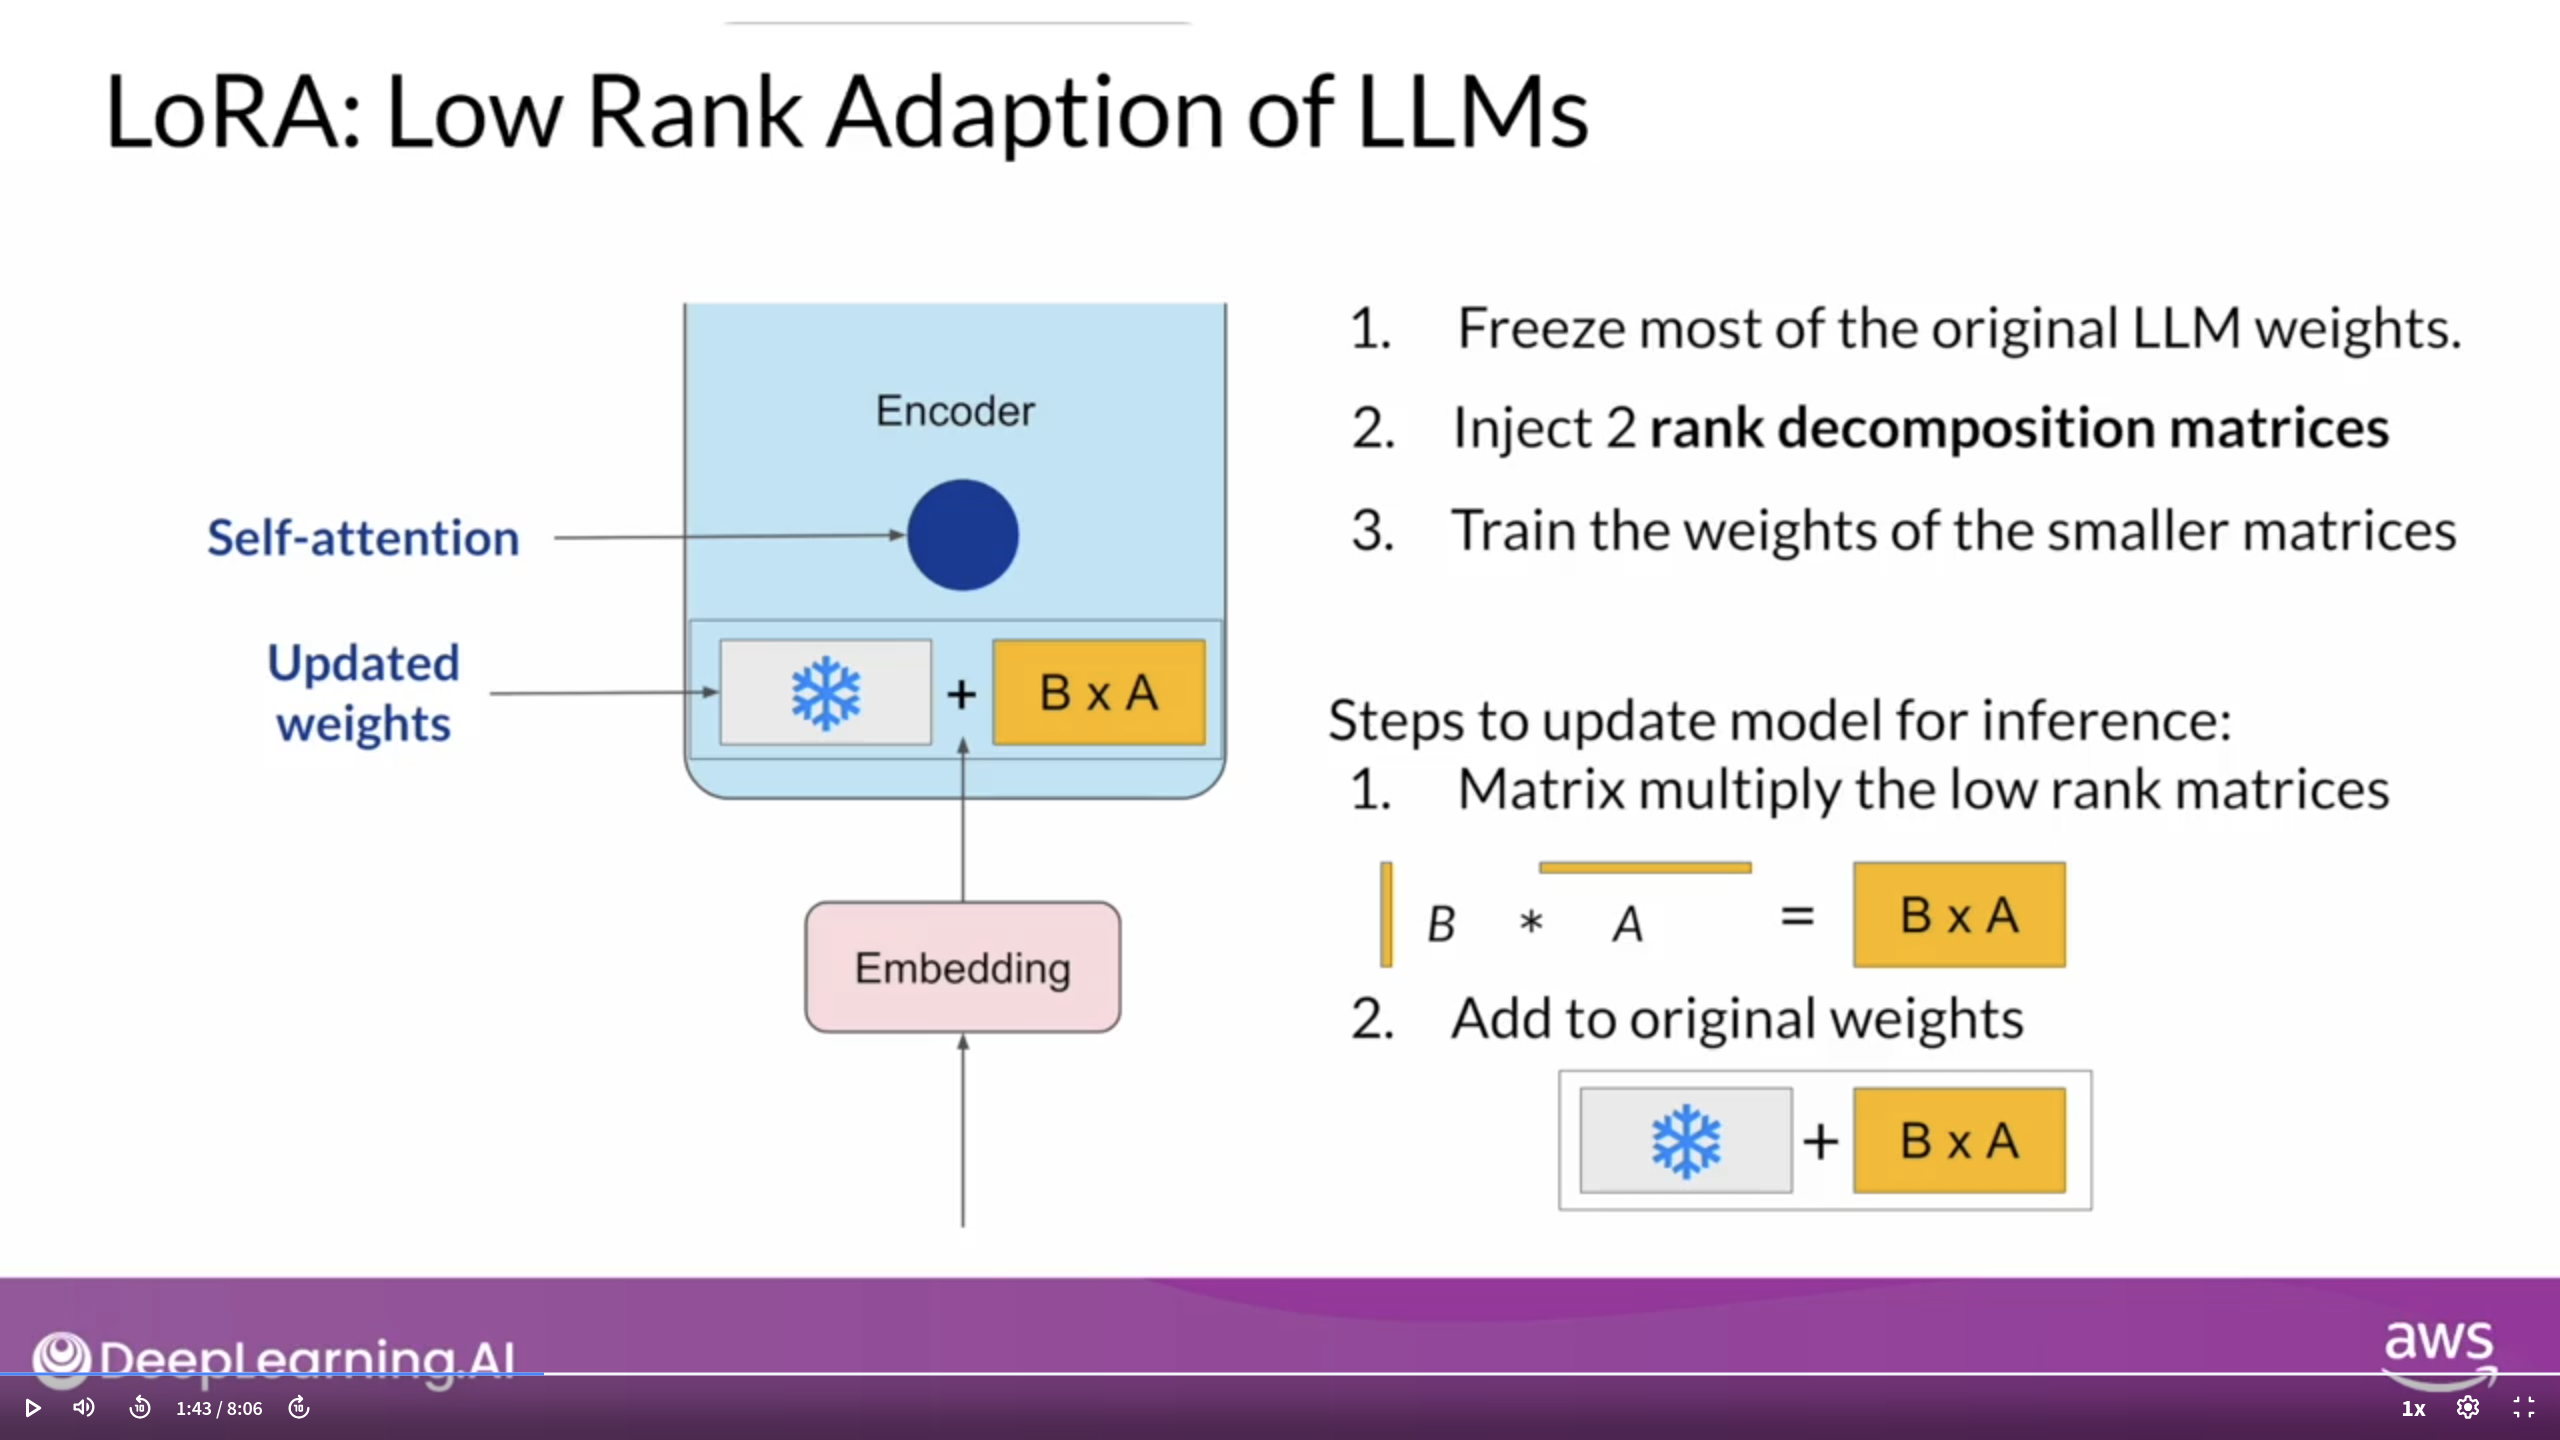 LoRA: Low Rank Adaption of LLMs
Encoder
Self-attention
Updated
weights
+ B x A
Embedding
1. Freeze most of the original LLM weights.
2. Inject 2 rank decomposition matrices
3. Train the weights of the smaller matrices
Steps to update model for inference:
1. Matrix multiply the low rank matrices
B * A = B x A
2. Add to original weights
+ B x A
DeepLearning.AI
aws
10 1:43 / 8:06 10
1x